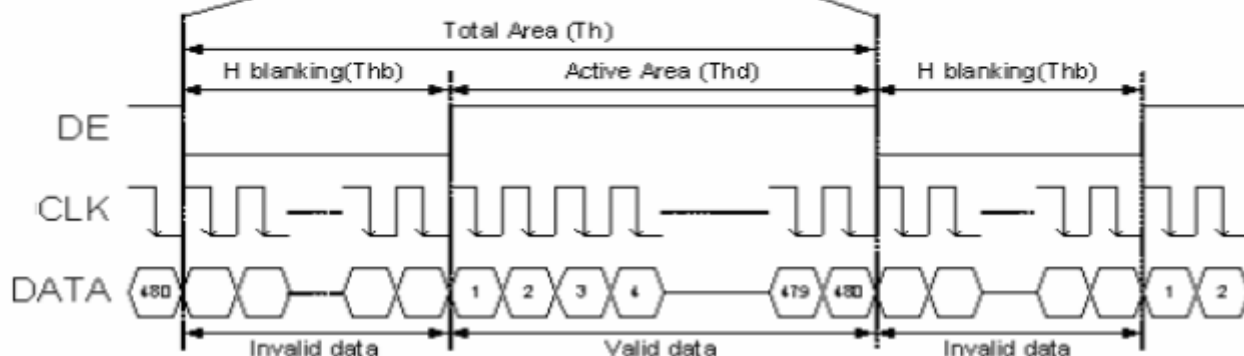 Total Area (Th)
H blanking(Thb) Active Area (Thd) H blanking(Thb)
DE
CLK
DATA 480 1 2 3 4 479 480 1 2
Invalid data Valid data Invalid data